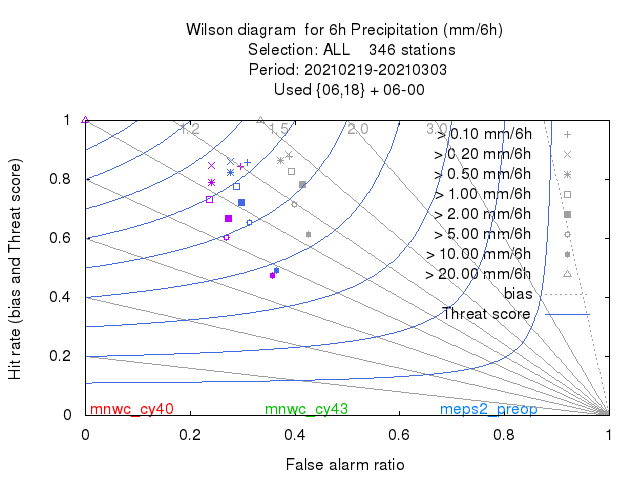 Wilson diagram  for 6h Precipitation (mm/6h)
Selection: ALL    346 stations
Period: 20210219-20210303
Used {06,18} + 06-00
1.2 1.5 2.0 3.0
> 0.10 mm/6h
> 0.20 mm/6h
> 0.50 mm/6h
> 1.00 mm/6h
> 2.00 mm/6h
> 5.00 mm/6h
> 10.00 mm/6h
> 20.00 mm/6h
bias
Threat score
1
0.8
0.6
0.4
0.2
0
Hit rate (bias and Threat score)
mnwc_cy40 mnwc_cy43 meps2_preop
0 0.2 0.4 0.6 0.8 1
False alarm ratio